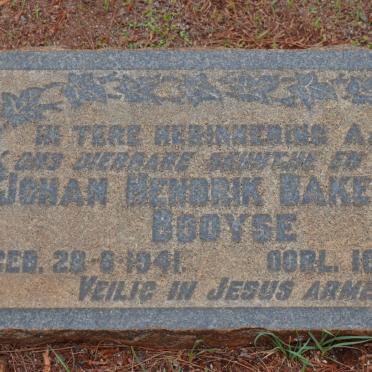 IN TERE HERINNERING A
ONS DIERBARE SEUNTJIE EN
JOHAN HENDRIK BAKE
BOOYSE
GEB. 28-6-1941. OORL. 1
VEILIG IN JESUS ARME